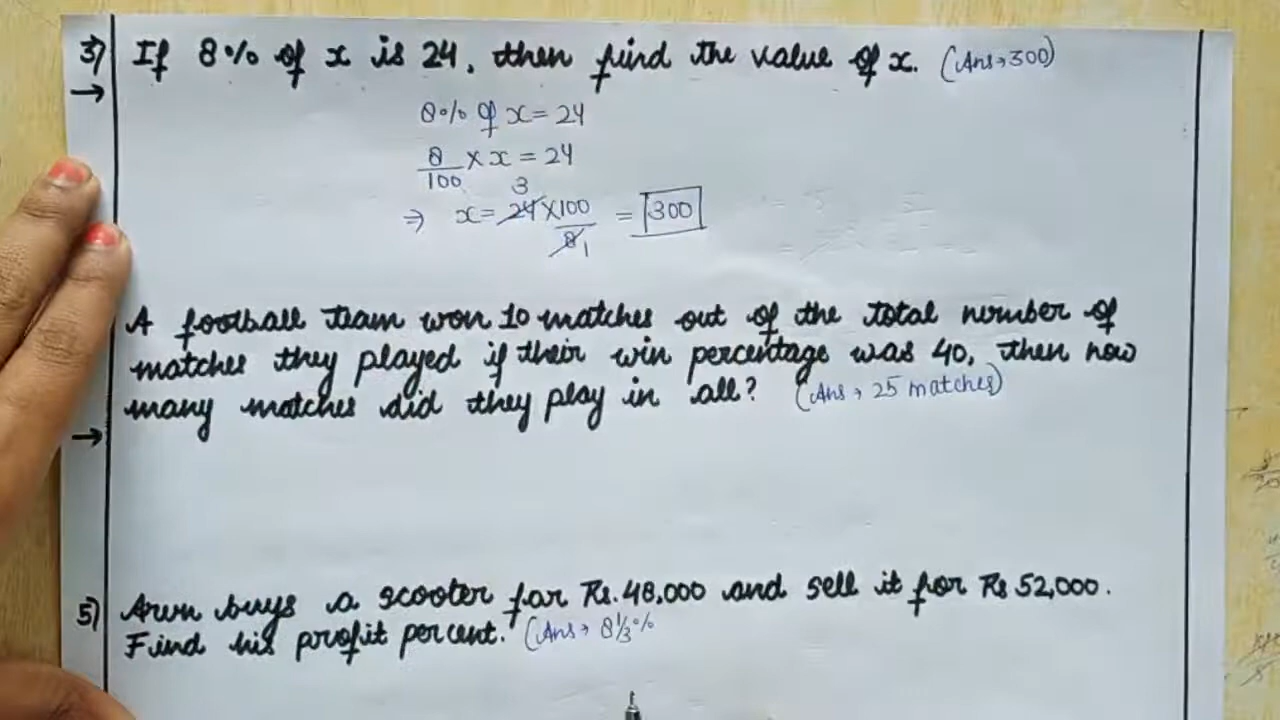 3) If 8% of x is 24, then find the value of x. (Ans→300)
→
8% of x = 24
8/100 × x = 24
3
⇒ x = 24×100/8 1 = 300
A football team won 10 matches out of the total number of
matches they played if their win percentage was 40, then how
many matches did they play in all? (Ans → 25 matches)
→
5) Arun buys a scooter for Rs. 48,000 and sell it for Rs 52,000.
Find his profit percent. (Ans → 8 1/3 %